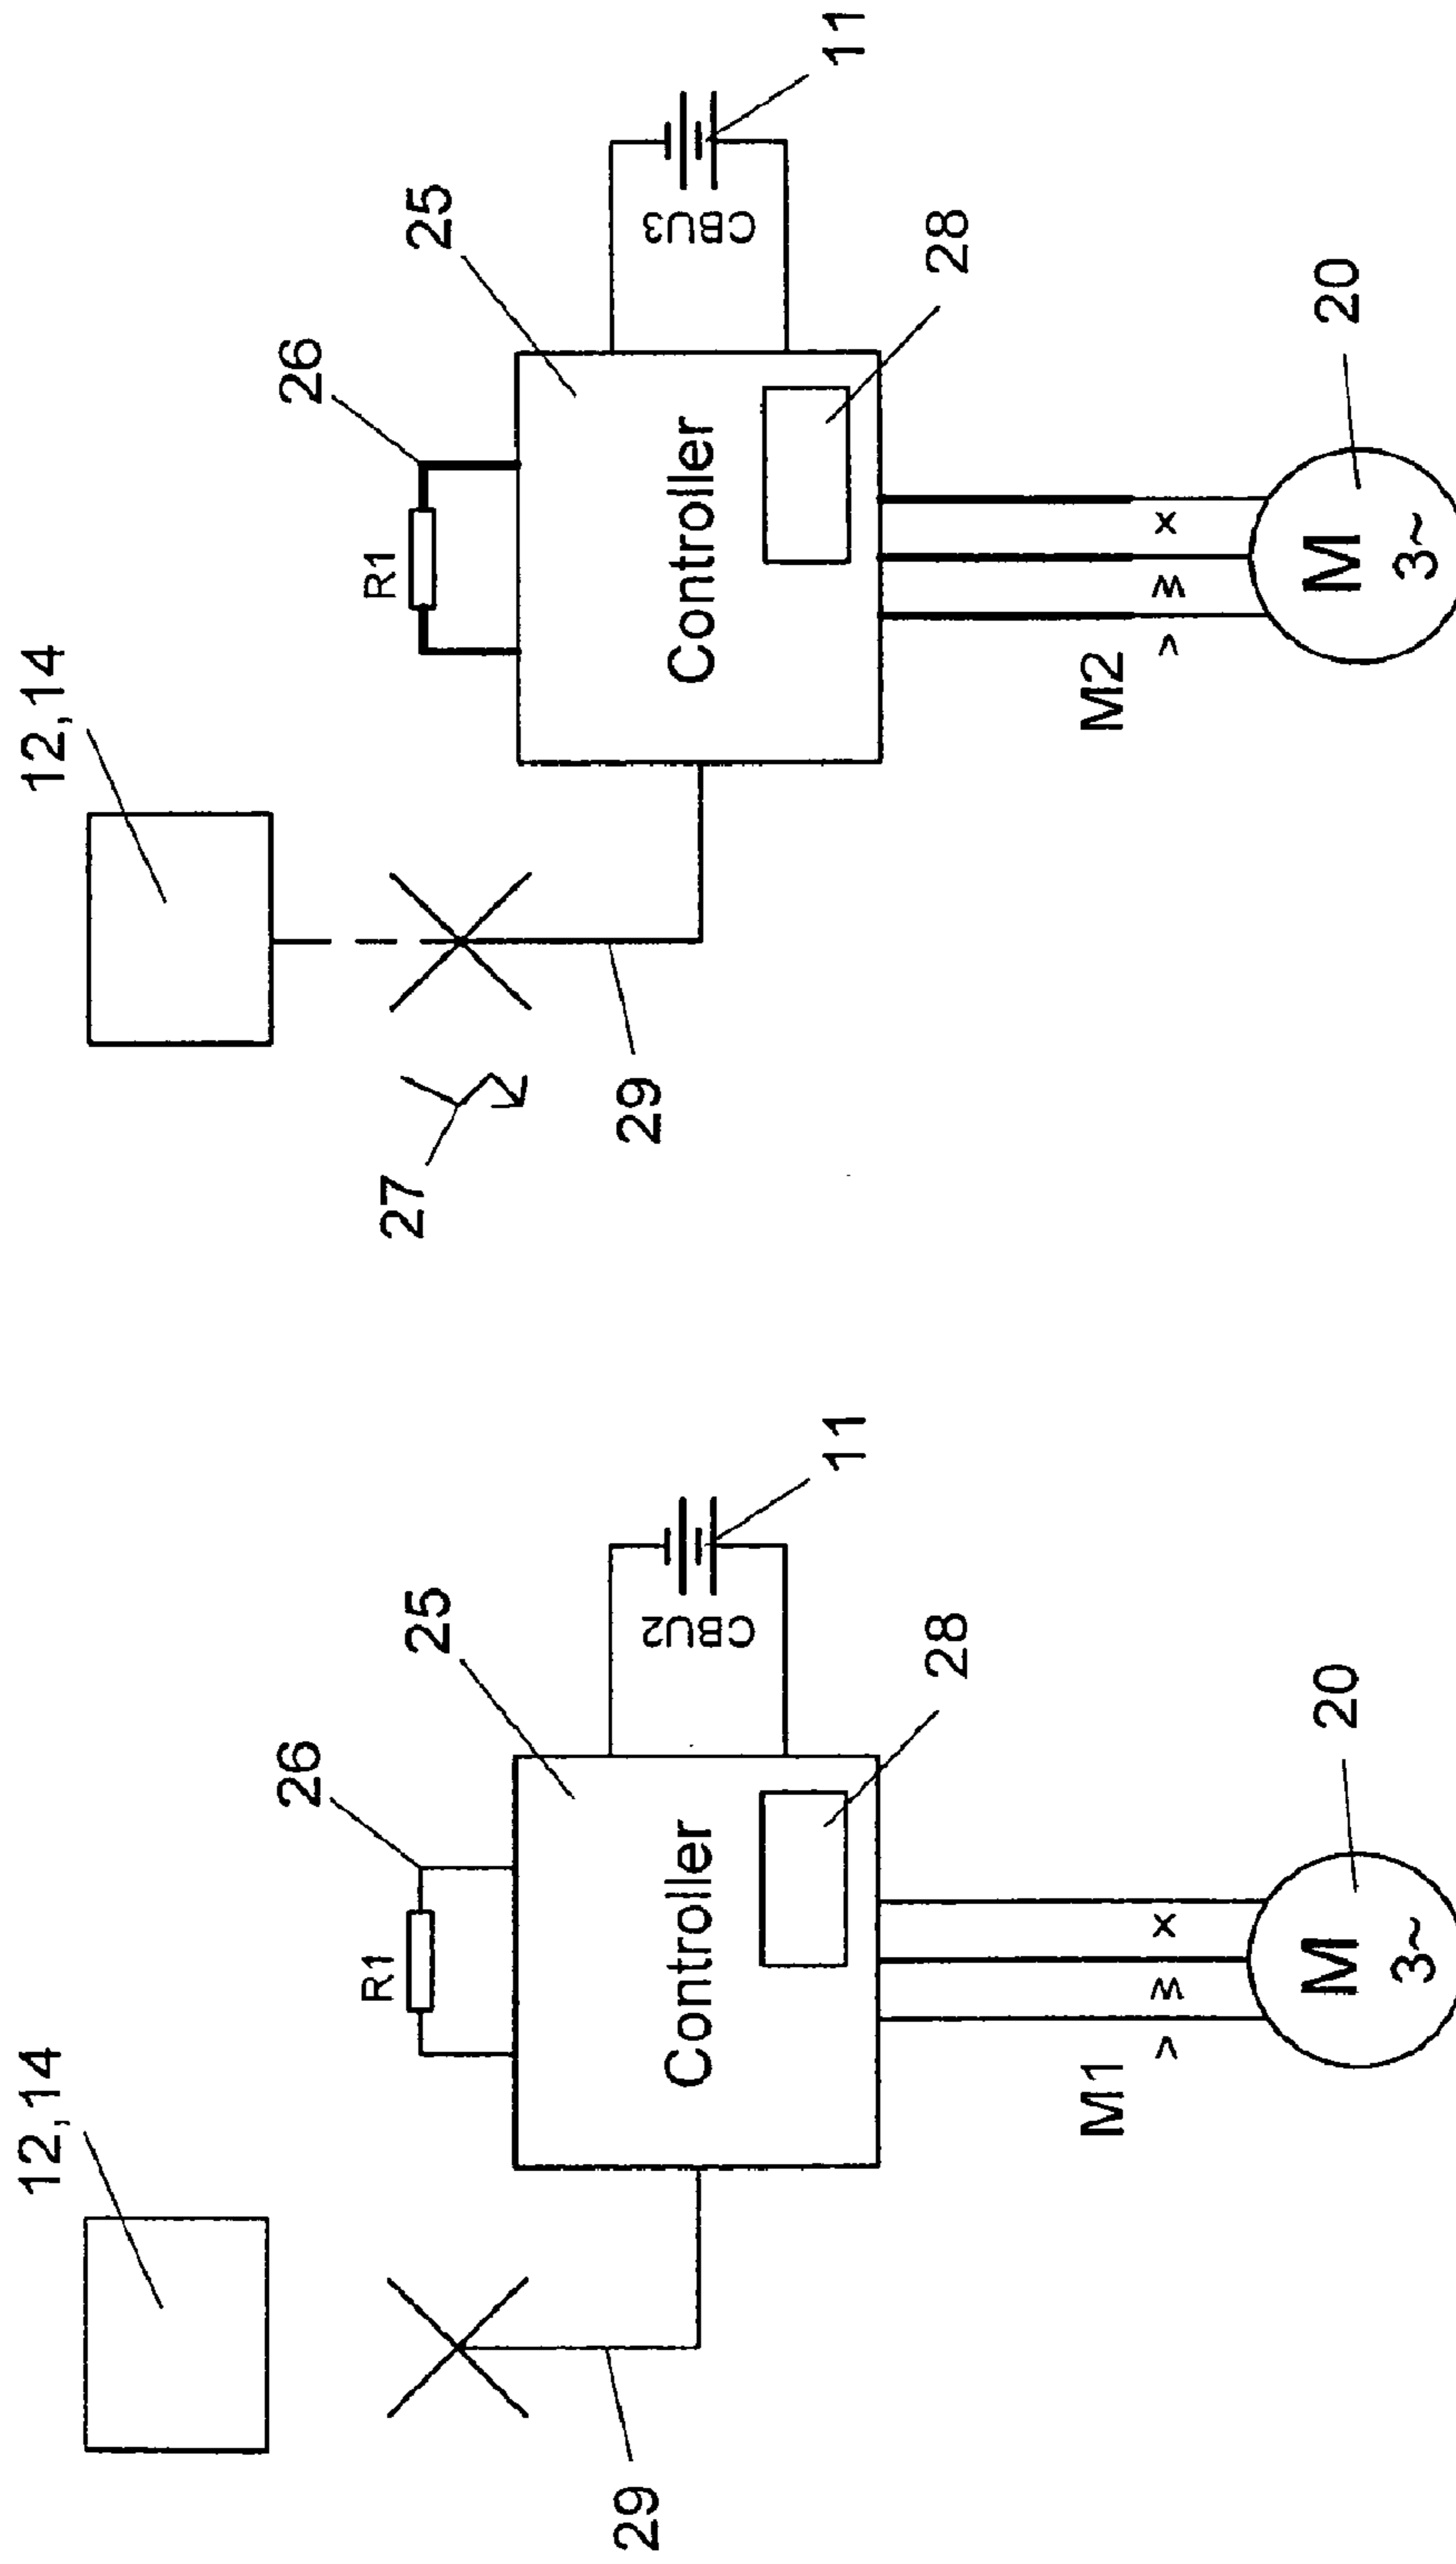 12,14
26
R1
25
29
Controller
CBU2
11
28
M1
v
w
x
M
3~
20
12,14
26
R1
27
25
29
Controller
CBU3
11
28
M2
v
w
x
M
3~
20